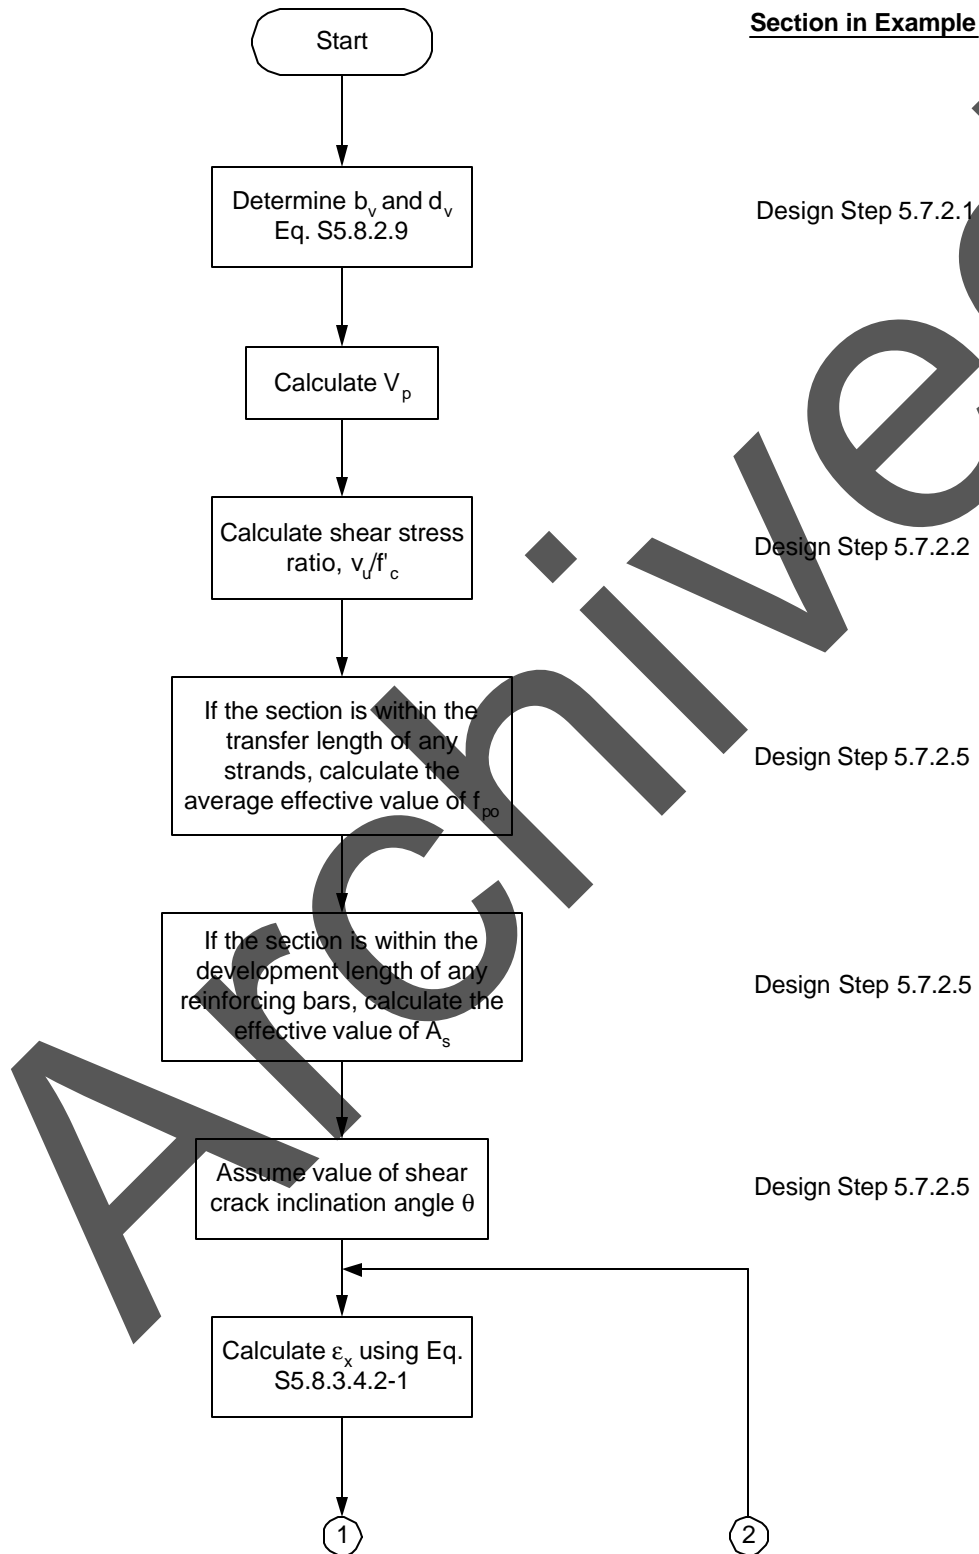 Section in Example
Start
Determine b_v and d_v
Eq. S5.8.2.9
Design Step 5.7.2.1
Calculate V_p
Calculate shear stress
ratio, v_u/f'_c
Design Step 5.7.2.2
If the section is within the
transfer length of any
strands, calculate the
average effective value of f_po
Design Step 5.7.2.5
If the section is within the
development length of any
reinforcing bars, calculate the
effective value of A_s
Design Step 5.7.2.5
Assume value of shear
crack inclination angle θ
Design Step 5.7.2.5
Calculate ε_x using Eq.
S5.8.3.4.2-1
1
2